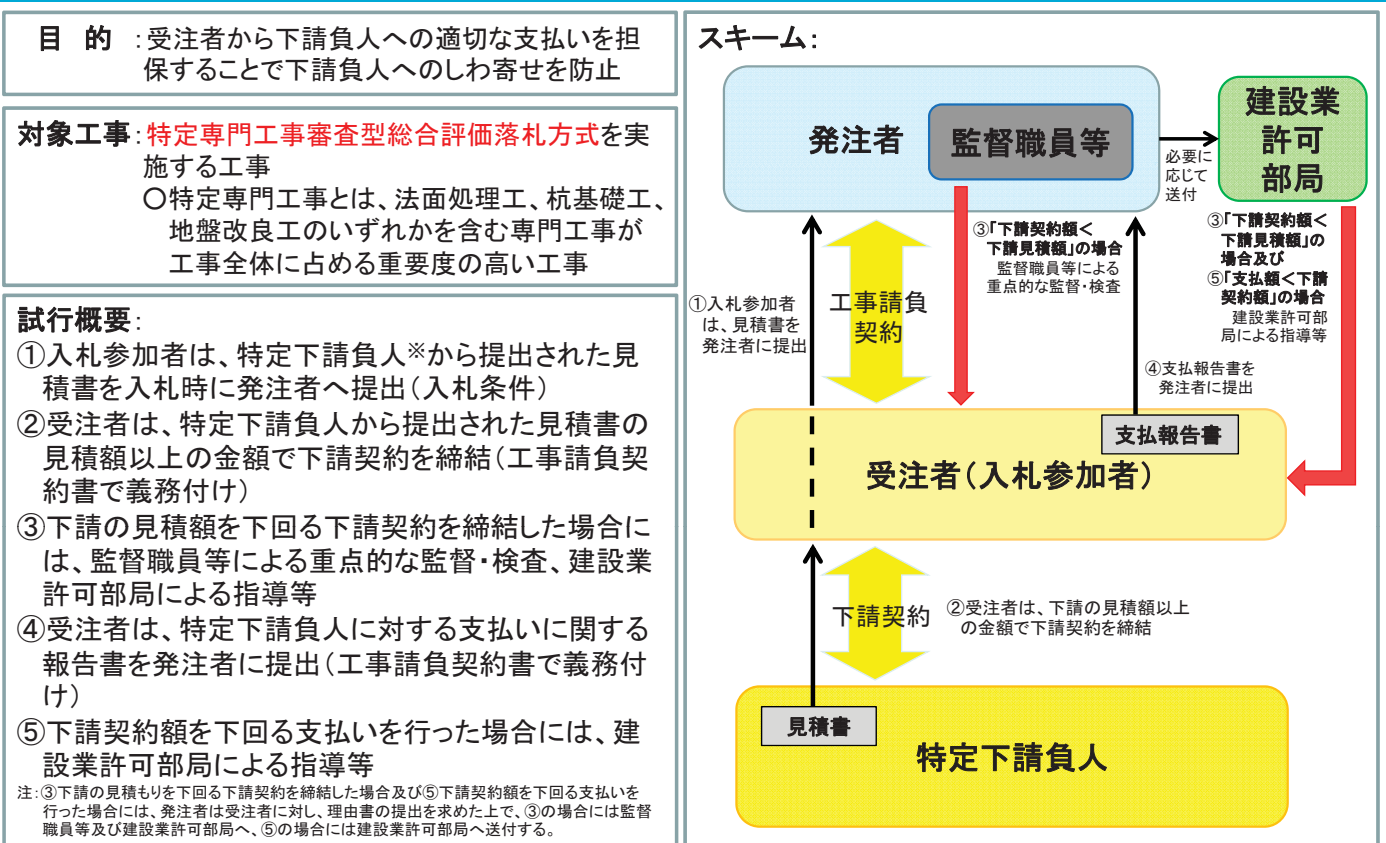 目 的 :受注者から下請負人への適切な支払いを担
保することで下請負人へのしわ寄せを防止
対象工事:特定専門工事審査型総合評価落札方式を実
施する工事
○特定専門工事とは、法面処理工、杭基礎工、
地盤改良工のいずれかを含む専門工事が
工事全体に占める重要度の高い工事
試行概要:
①入札参加者は、特定下請負人※から提出された見
積書を入札時に発注者へ提出(入札条件)
②受注者は、特定下請負人から提出された見積書の
見積額以上の金額で下請契約を締結(工事請負契
約書で義務付け)
③下請の見積額を下回る下請契約を締結した場合に
は、監督職員等による重点的な監督・検査、建設業
許可部局による指導等
④受注者は、特定下請負人に対する支払いに関する
報告書を発注者に提出(工事請負契約書で義務付
け)
⑤下請契約額を下回る支払いを行った場合には、建
設業許可部局による指導等
注:③下請の見積もりを下回る下請契約を締結した場合及び⑤下請契約額を下回る支払いを
行った場合には、発注者は受注者に対し、理由書の提出を求めた上で、③の場合には監督
職員等及び建設業許可部局へ、⑤の場合には建設業許可部局へ送付する。
スキーム:
発注者
監督職員等
必要に
応じて
送付
建設業
許可
部局
①入札参加者
は、見積書を
発注者に提出
工事請負
契約
③「下請契約額<
下請見積額」の場合
監督職員等による
重点的な監督・検査
③「下請契約額<
下請見積額」の
場合及び
⑤「支払額<下請
契約額」の場合
建設業許可部
局による指導等
④支払報告書を
発注者に提出
支払報告書
受注者(入札参加者)
下請契約
②受注者は、下請の見積額以上
の金額で下請契約を締結
見積書
特定下請負人